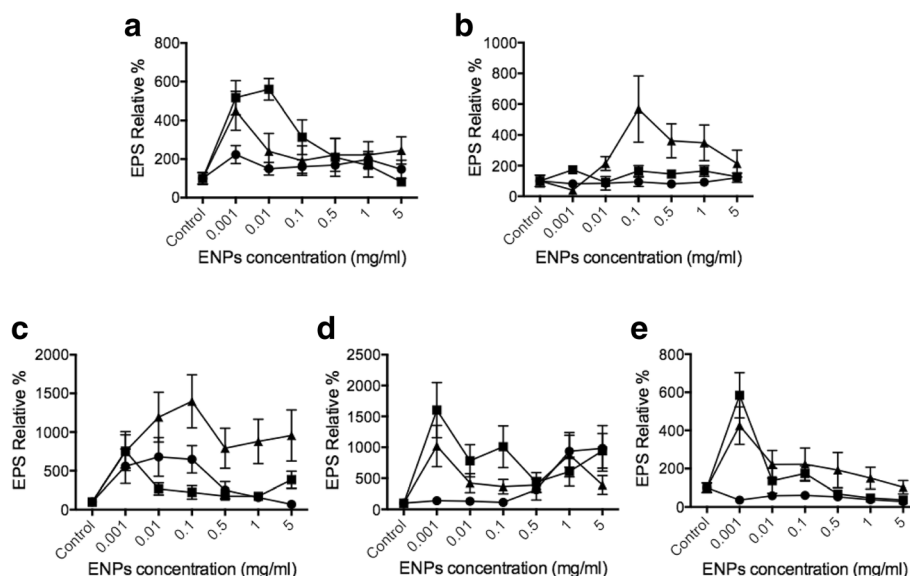 a
b
800
600
400
200
0
EPS Relative %
Control
0.001
0.01
0.1
0.5
1
5
ENPs concentration (mg/ml)
1000
800
600
400
200
0
EPS Relative %
Control
0.001
0.01
0.1
0.5
1
5
ENPs concentration (mg/ml)
c
d
e
2000
1500
1000
500
0
EPS Relative %
Control
0.001
0.01
0.1
0.5
1
5
ENPs concentration (mg/ml)
2500
2000
1500
1000
500
0
EPS Relative %
Control
0.001
0.01
0.1
0.5
1
5
ENPs concentration (mg/ml)
800
600
400
200
0
EPS Relative %
Control
0.001
0.01
0.1
0.5
1
5
ENPs concentration (mg/ml)